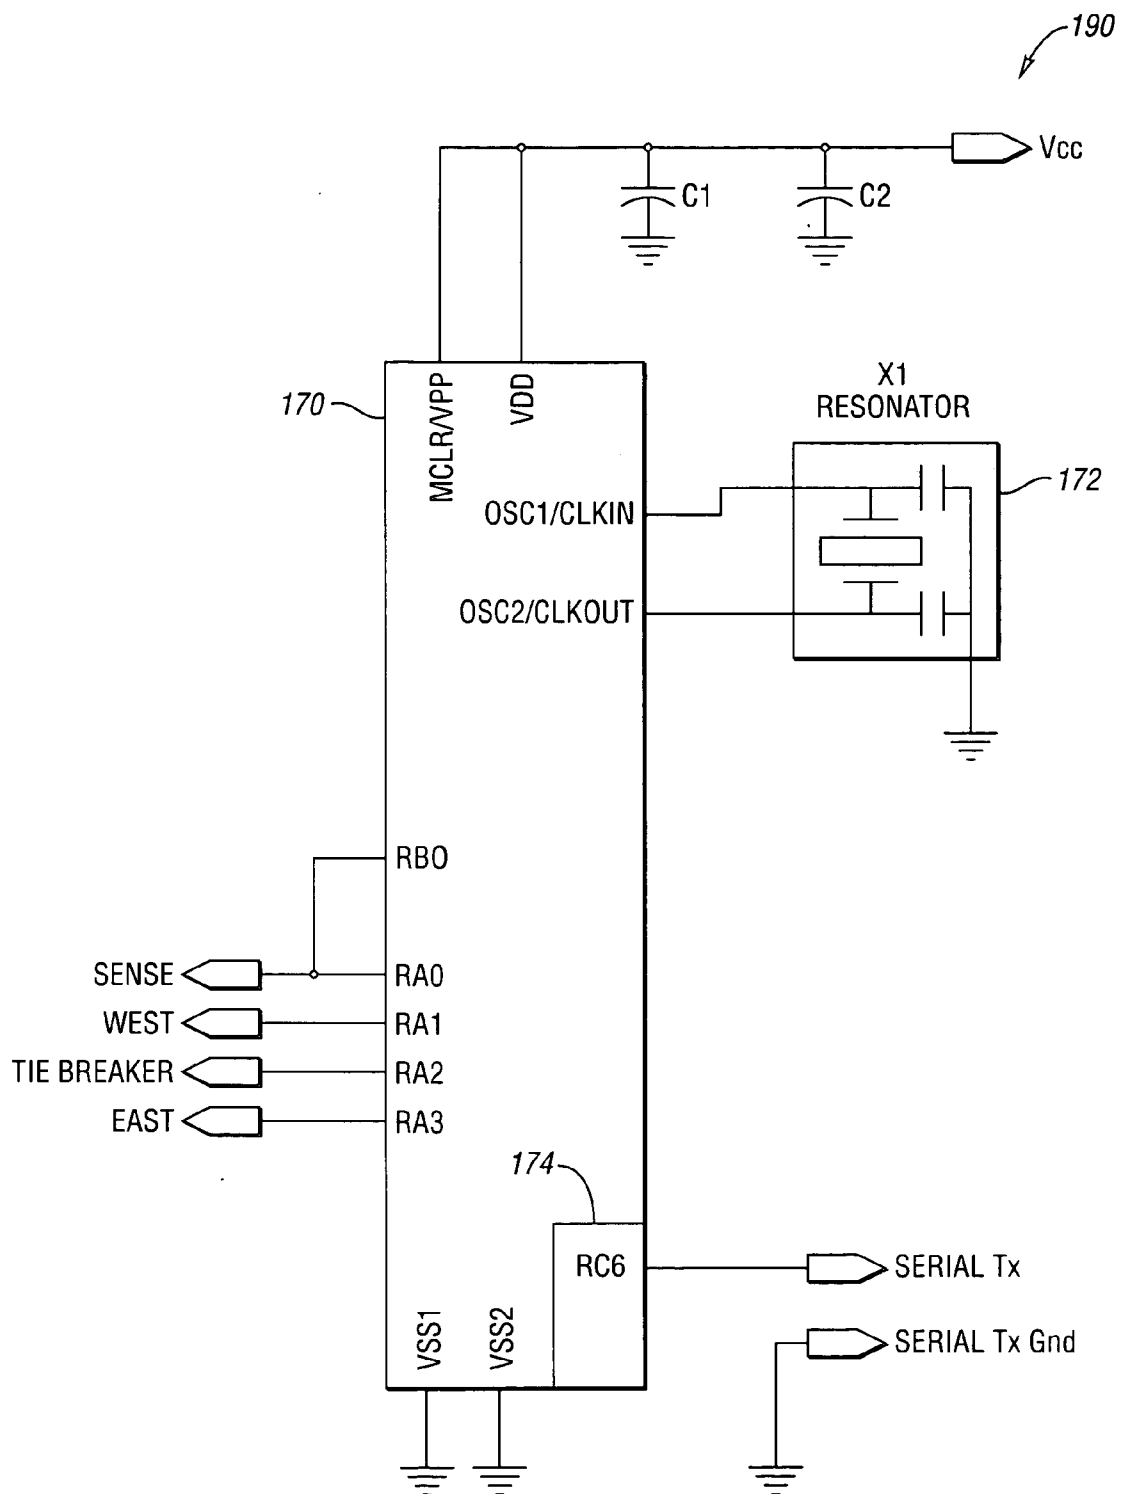 190
Vcc
C1
C2
X1
RESONATOR
170
MCLR/VPP
VDD
172
OSC1/CLKIN
OSC2/CLKOUT
RBO
SENSE
RA0
WEST
RA1
TIE BREAKER
RA2
EAST
RA3
174
RC6
SERIAL Tx
VSS1
VSS2
SERIAL Tx Gnd